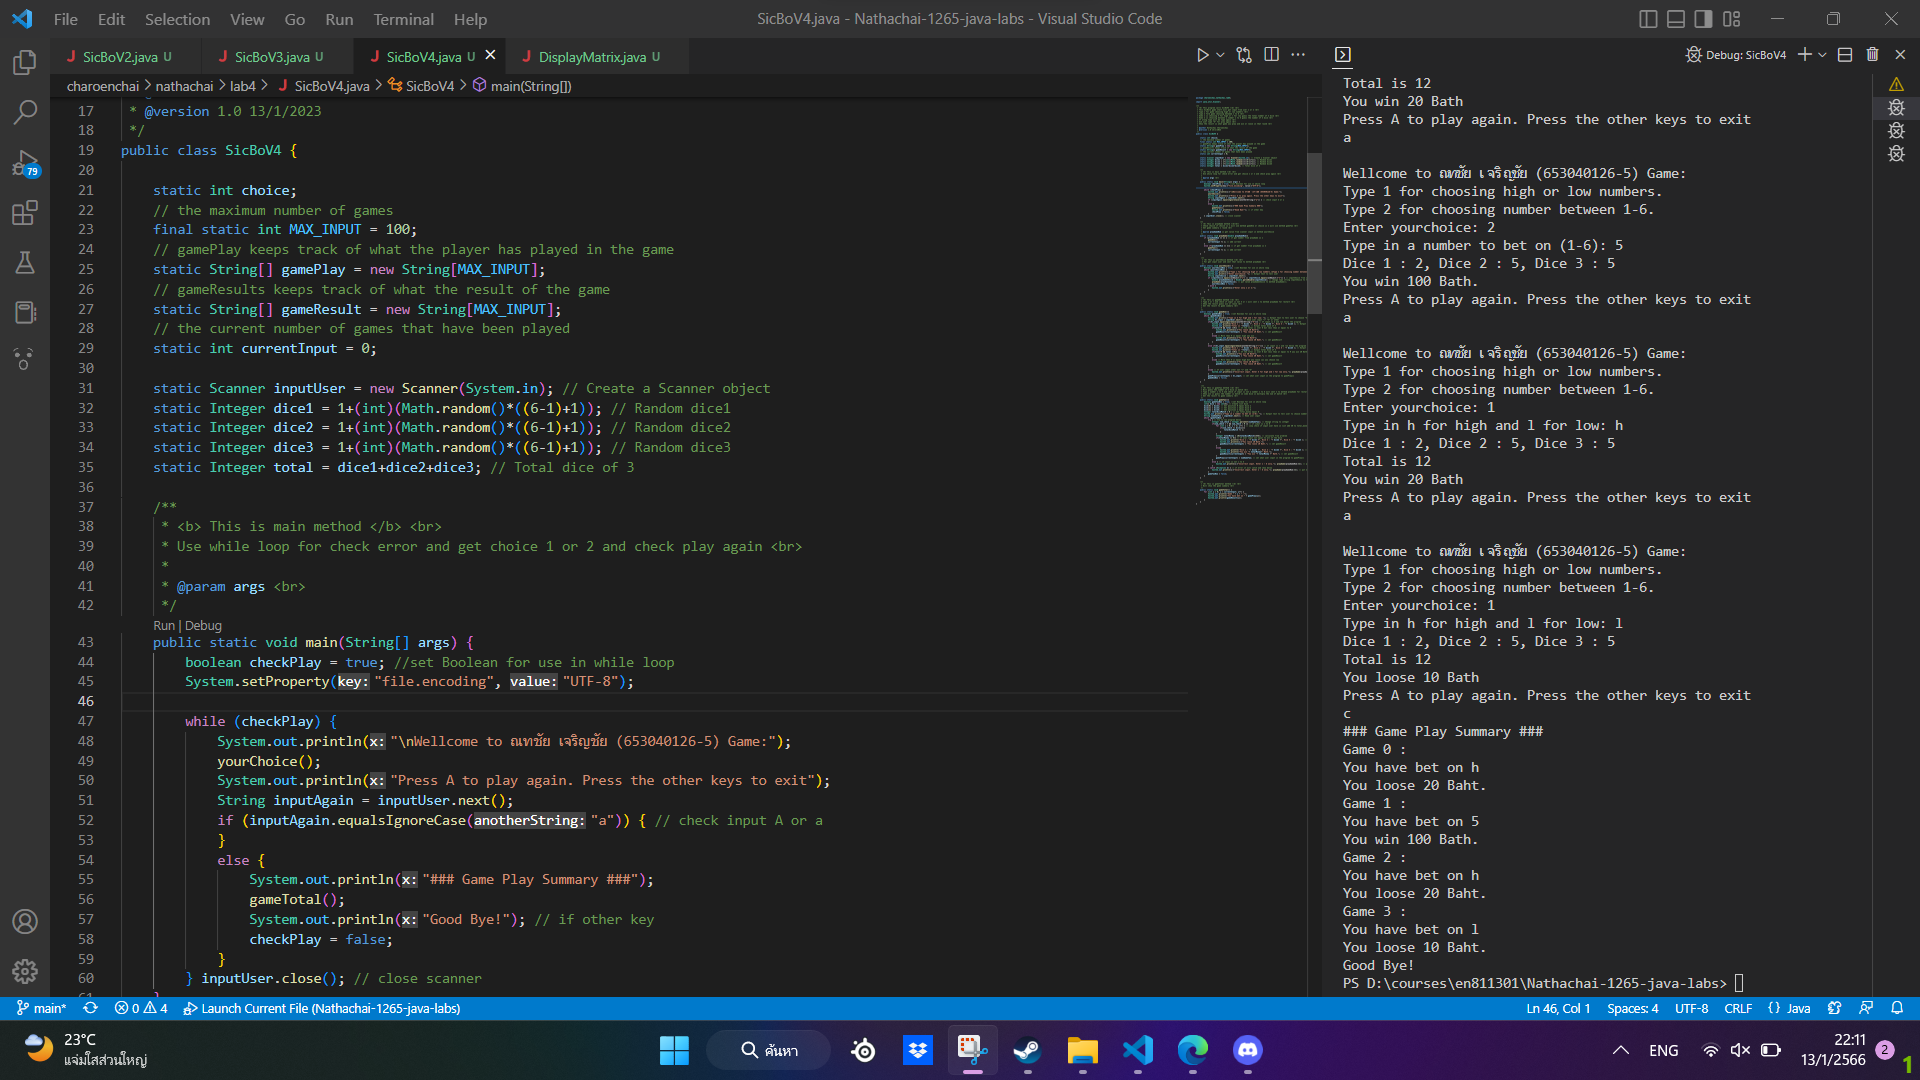 File Edit Selection View Go Run Terminal Help
SicBoV4.java - Nathachai-1265-java-labs - Visual Studio Code
J SicBoV2.java U
J SicBoV3.java U
J SicBoV4.java U
J DisplayMatrix.java U
charoenchai > nathachai > lab4 > J SicBoV4.java > SicBoV4 > main(String[])
17 * @version 1.0 13/1/2023
18 */
19 public class SicBoV4 {
20
21 static int choice;
22 // the maximum number of games
23 final static int MAX_INPUT = 100;
24 // gamePlay keeps track of what the player has played in the game
25 static String[] gamePlay = new String[MAX_INPUT];
26 // gameResults keeps track of what the result of the game
27 static String[] gameResult = new String[MAX_INPUT];
28 // the current number of games that have been played
29 static int currentInput = 0;
30
31 static Scanner inputUser = new Scanner(System.in); // Create a Scanner object
32 static Integer dice1 = 1+(int)(Math.random()*((6-1)+1)); // Random dice1
33 static Integer dice2 = 1+(int)(Math.random()*((6-1)+1)); // Random dice2
34 static Integer dice3 = 1+(int)(Math.random()*((6-1)+1)); // Random dice3
35 static Integer total = dice1+dice2+dice3; // Total dice of 3
36
37 /**
38 * <b> This is main method </b> <br>
39 * Use while loop for check error and get choice 1 or 2 and check play again <br>
40 *
41 * @param args <br>
42 */
Run | Debug
43 public static void main(String[] args) {
44 boolean checkPlay = true; //set Boolean for use in while loop
45 System.setProperty(key: "file.encoding", value: "UTF-8");
46
47 while (checkPlay) {
48 System.out.println(x: "\nWellcome to ณทชัย เจริญชัย (653040126-5) Game:");
49 yourChoice();
50 System.out.println(x: "Press A to play again. Press the other keys to exit");
51 String inputAgain = inputUser.next();
52 if (inputAgain.equalsIgnoreCase(anotherString: "a")) { // check input A or a
53 }
54 else {
55 System.out.println(x: "### Game Play Summary ###");
56 gameTotal();
57 System.out.println(x: "Good Bye!"); // if other key
58 checkPlay = false;
59 }
60 } inputUser.close(); // close scanner
79
Debug: SicBoV4
Total is 12
You win 20 Bath
Press A to play again. Press the other keys to exit
a
Wellcome to ณทชัย เจริญชัย (653040126-5) Game:
Type 1 for choosing high or low numbers.
Type 2 for choosing number between 1-6.
Enter yourchoice: 2
Type in a number to bet on (1-6): 5
Dice 1 : 2, Dice 2 : 5, Dice 3 : 5
You win 100 Bath.
Press A to play again. Press the other keys to exit
a
Wellcome to ณทชัย เจริญชัย (653040126-5) Game:
Type 1 for choosing high or low numbers.
Type 2 for choosing number between 1-6.
Enter yourchoice: 1
Type in h for high and l for low: h
Dice 1 : 2, Dice 2 : 5, Dice 3 : 5
Total is 12
You win 20 Bath
Press A to play again. Press the other keys to exit
a
Wellcome to ณทชัย เจริญชัย (653040126-5) Game:
Type 1 for choosing high or low numbers.
Type 2 for choosing number between 1-6.
Enter yourchoice: 1
Type in h for high and l for low: l
Dice 1 : 2, Dice 2 : 5, Dice 3 : 5
Total is 12
You loose 10 Bath
Press A to play again. Press the other keys to exit
c
### Game Play Summary ###
Game 0 :
You have bet on h
You loose 20 Baht.
Game 1 :
You have bet on 5
You win 100 Bath.
Game 2 :
You have bet on h
You loose 20 Baht.
Game 3 :
You have bet on l
You loose 10 Baht.
Good Bye!
PS D:\courses\en811301\Nathachai-1265-java-labs>
main* 0 4 Launch Current File (Nathachai-1265-java-labs)
Ln 46, Col 1 Spaces: 4 UTF-8 CRLF {} Java
23°C
แจ่มใสส่วนใหญ่
ค้นหา
ENG
22:11
13/1/2566
2
1